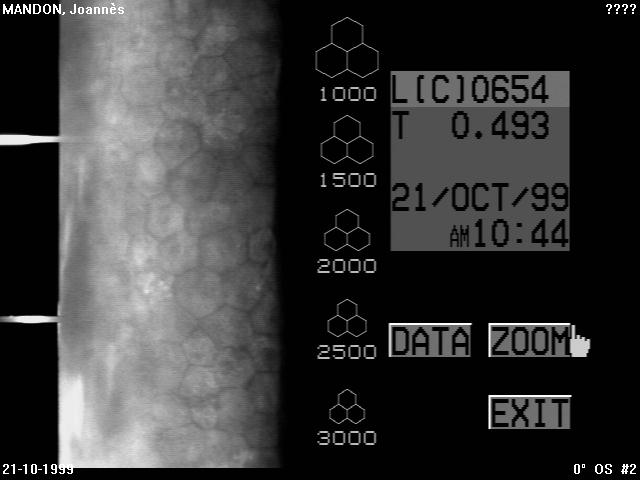 MANDON, Joannès
????
1000
1500
2000
2500
3000
L[C]0654
T 0.493
21/OCT/99
AM10:44
DATA ZOOM
EXIT
21-10-1999
0° OS #2